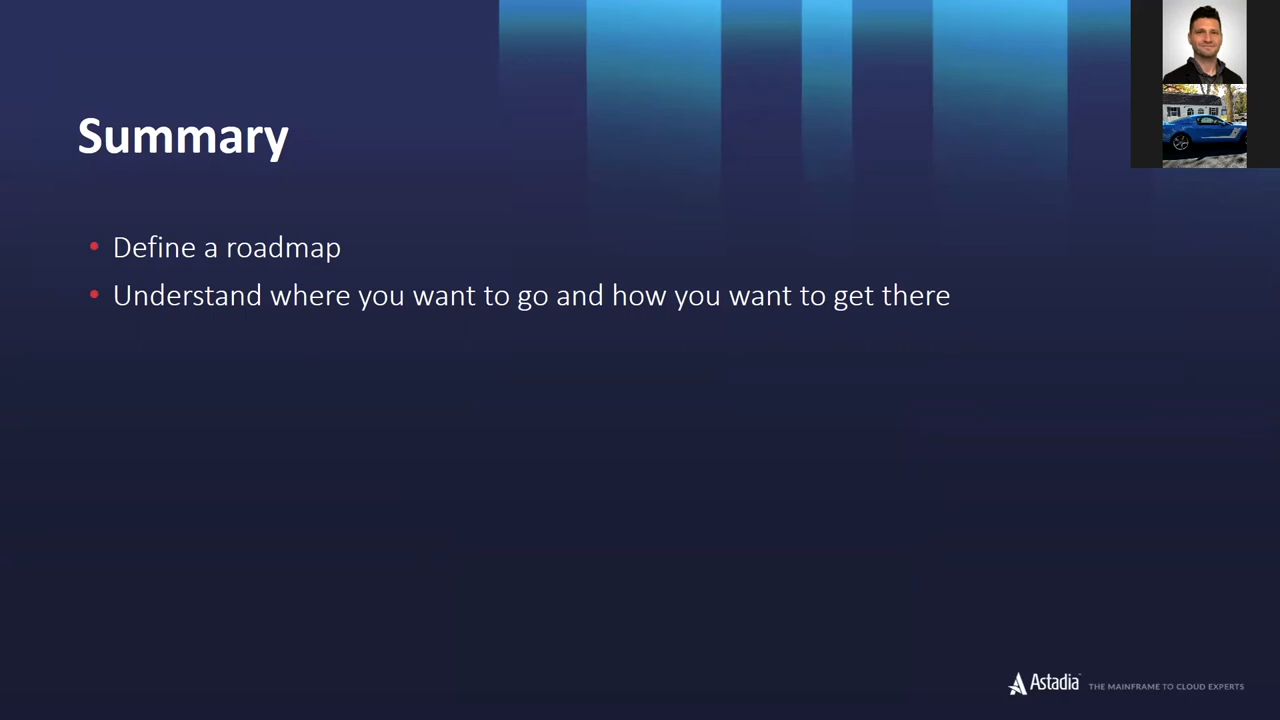 Summary
• Define a roadmap
• Understand where you want to go and how you want to get there
Astadia THE MAINFRAME TO CLOUD EXPERTS